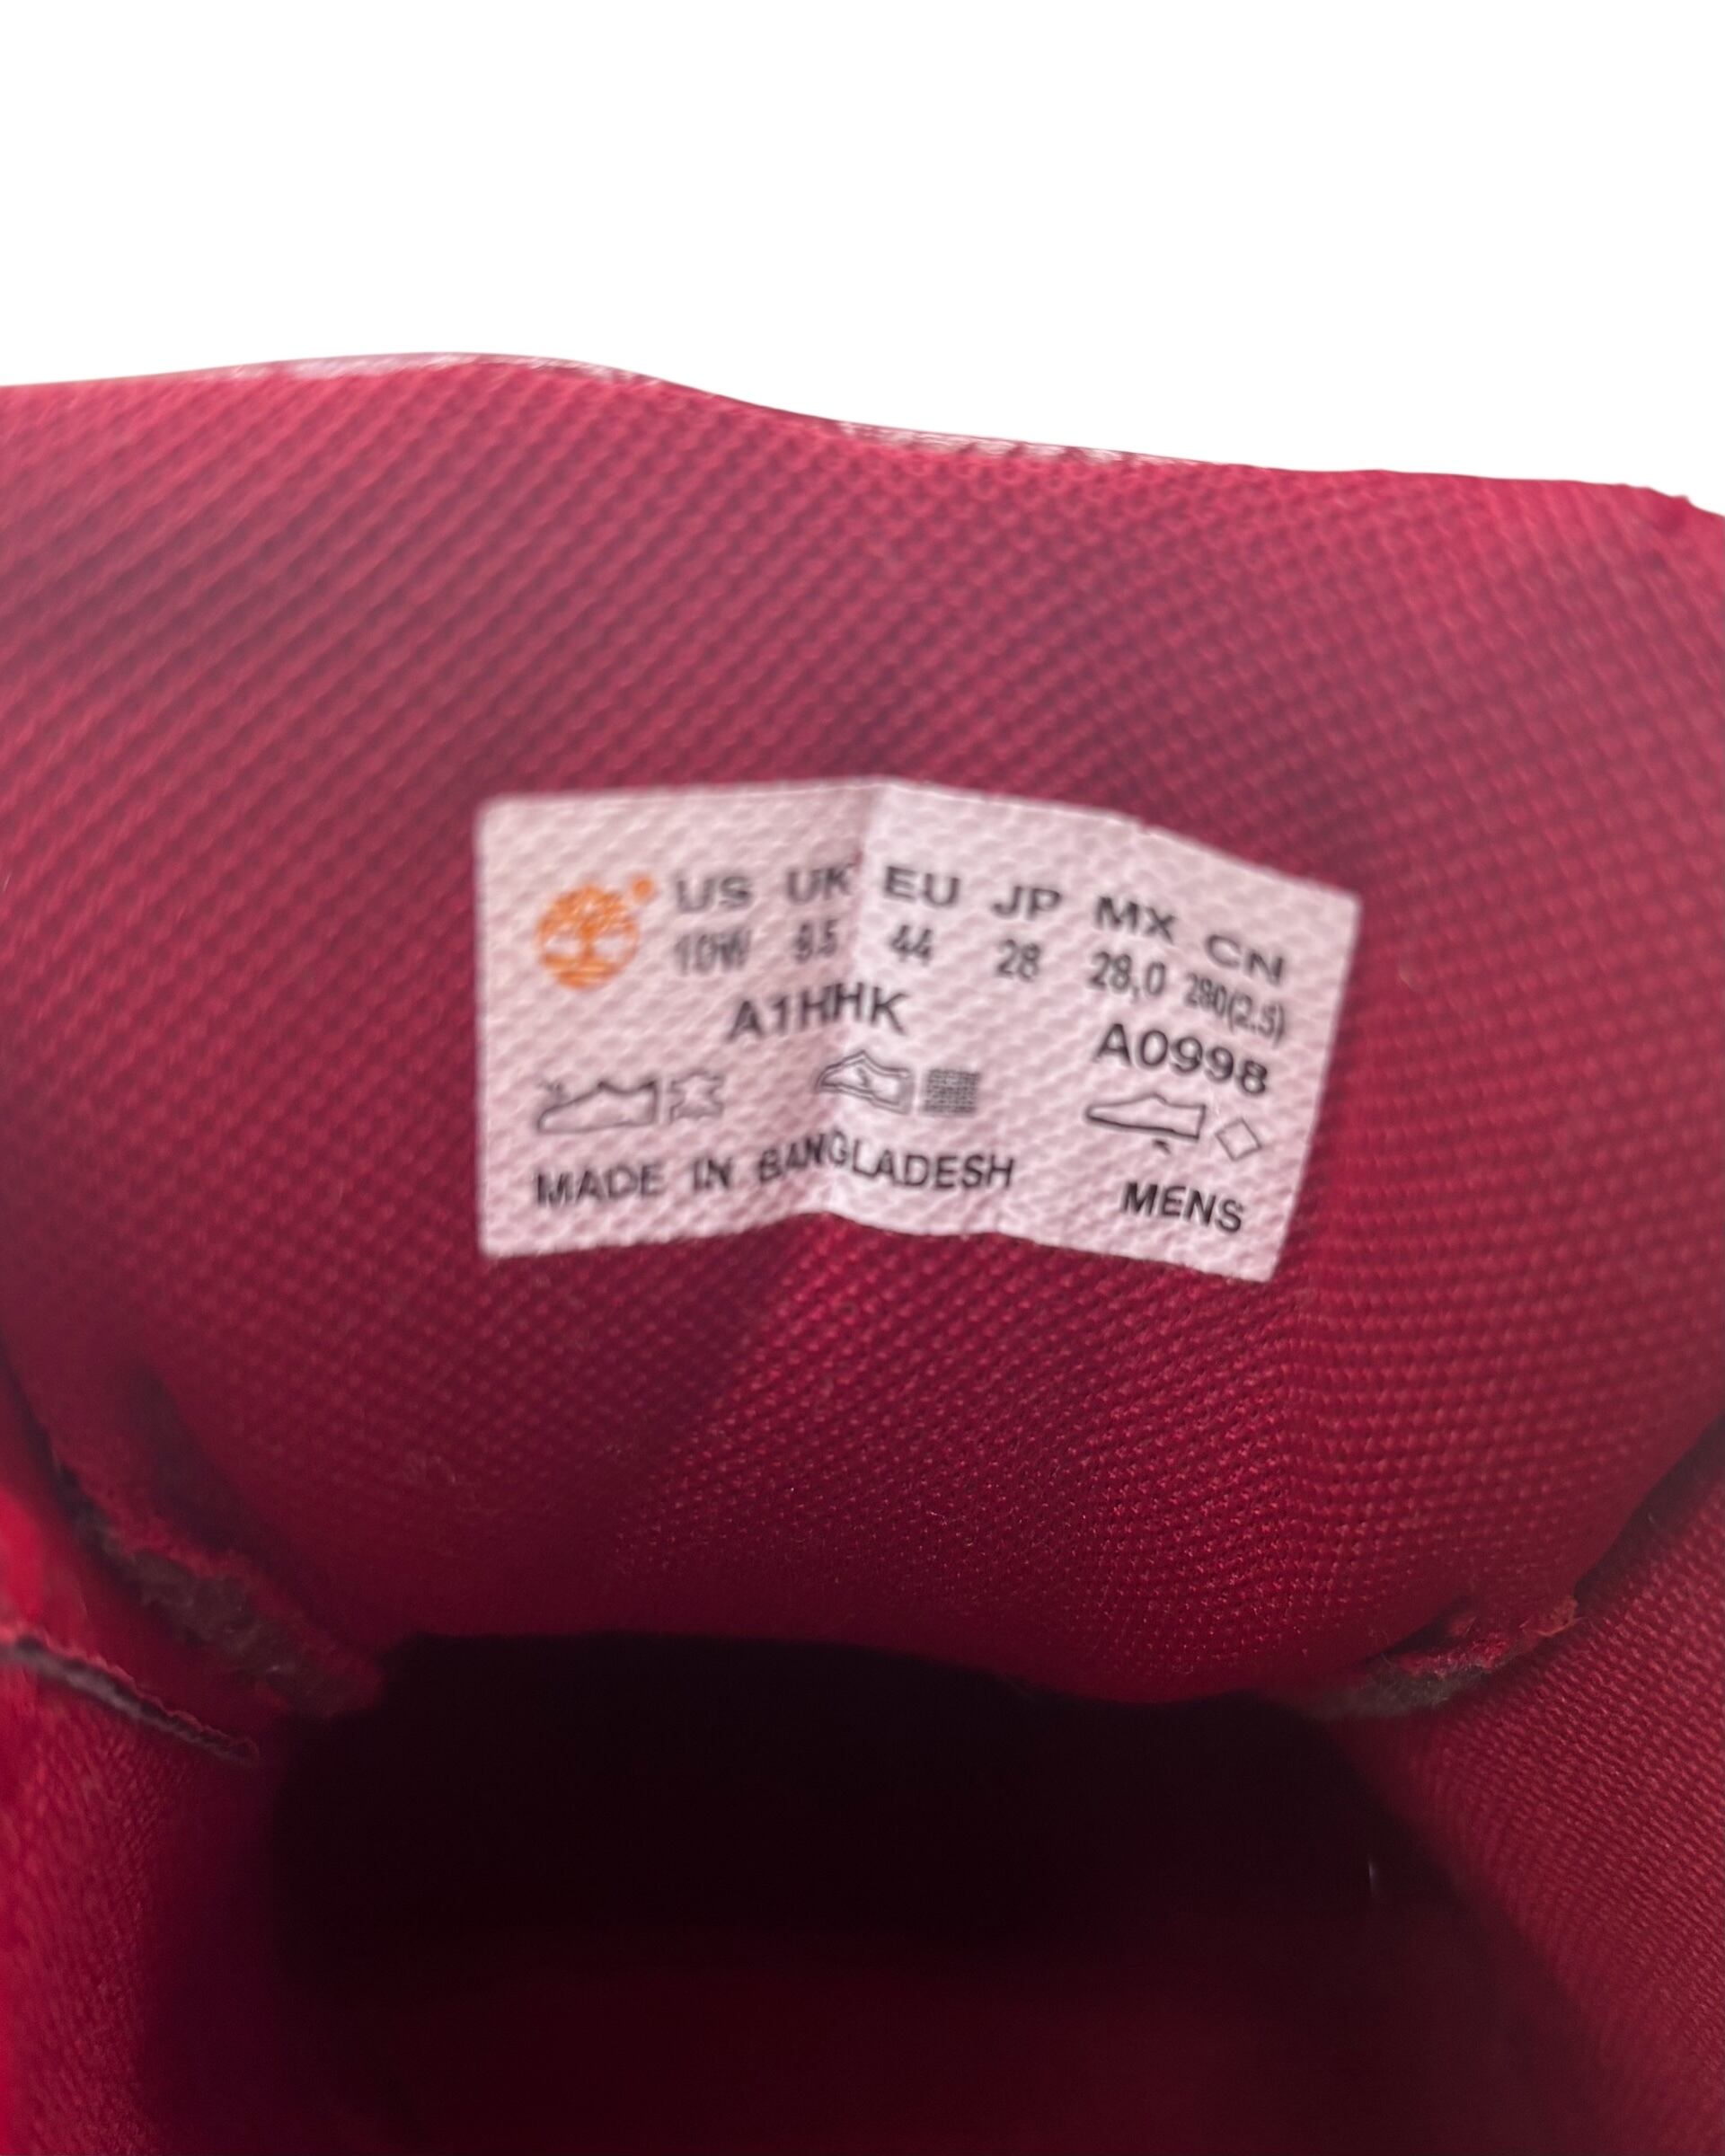 US UK EU JP MX CN
10W 9.5 44 28 28,0 280(2.5)
A1HHK A0998
MADE IN BANGLADESH MENS